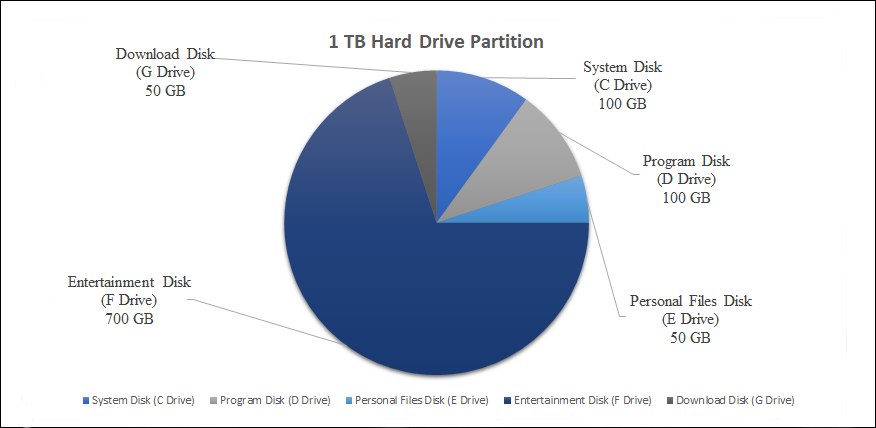 1 TB Hard Drive Partition
Download Disk
(G Drive)
50 GB
System Disk
(C Drive)
100 GB
Program Disk
(D Drive)
100 GB
Entertainment Disk
(F Drive)
700 GB
Personal Files Disk
(E Drive)
50 GB
System Disk (C Drive) Program Disk (D Drive) Personal Files Disk (E Drive) Entertainment Disk (F Drive) Download Disk (G Drive)